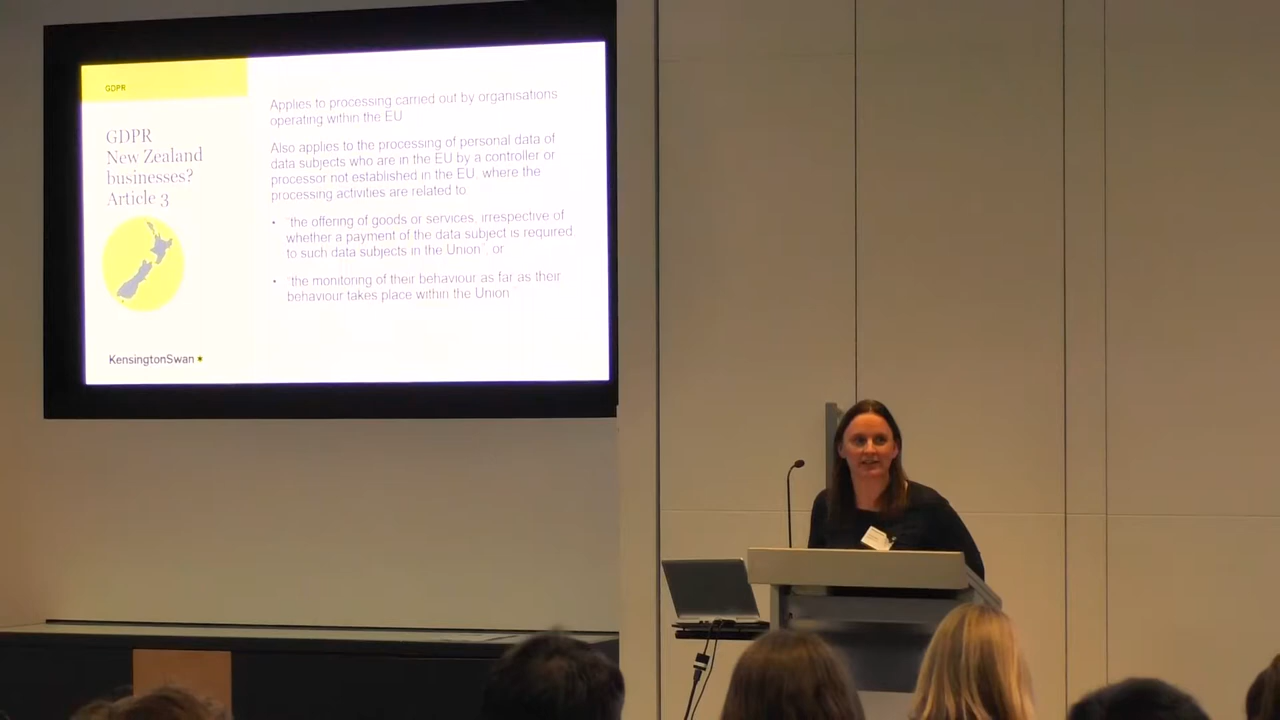 GDPR
GDPR
New Zealand
businesses?
Article 3
KensingtonSwan
Applies to processing carried out by organisations
operating within the EU
Also applies to the processing of personal data of
data subjects who are in the EU by a controller or
processor not established in the EU, where the
processing activities are related to
• "the offering of goods or services, irrespective of
whether a payment of the data subject is required
to such data subjects in the Union", or
• "the monitoring of their behaviour as far as their
behaviour takes place within the Union